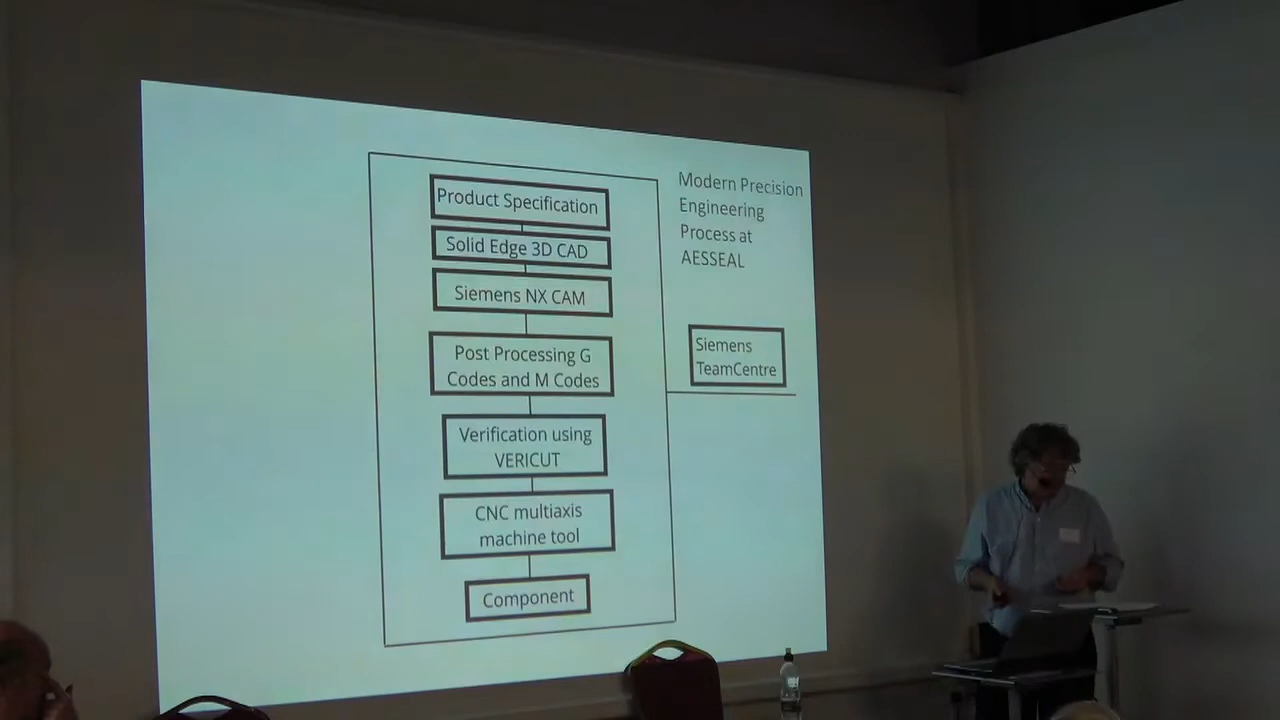 Product Specification
Solid Edge 3D CAD
Siemens NX CAM
Post Processing G
Codes and M Codes
Verification using
VERICUT
CNC multiaxis
machine tool
Component
Modern Precision
Engineering
Process at
AESSEAL
Siemens
TeamCentre